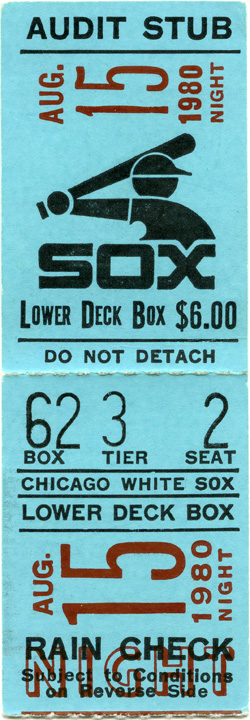 AUDIT STUB
AUG. 15 1980 NIGHT
SOX
LOWER DECK BOX $6.00
DO NOT DETACH
62 3 2
BOX TIER SEAT
CHICAGO WHITE SOX
LOWER DECK BOX
AUG. 15 1980 NIGHT
RAIN CHECK
NIGHT
Subject to Conditions
on Reverse Side